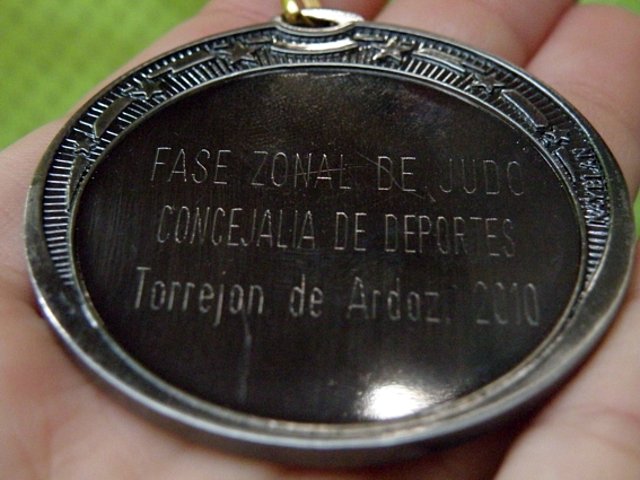 FASE ZONAL DE JUDO
CONCEJALIA DE DEPORTES
Torrejon de Ardoz. 2010